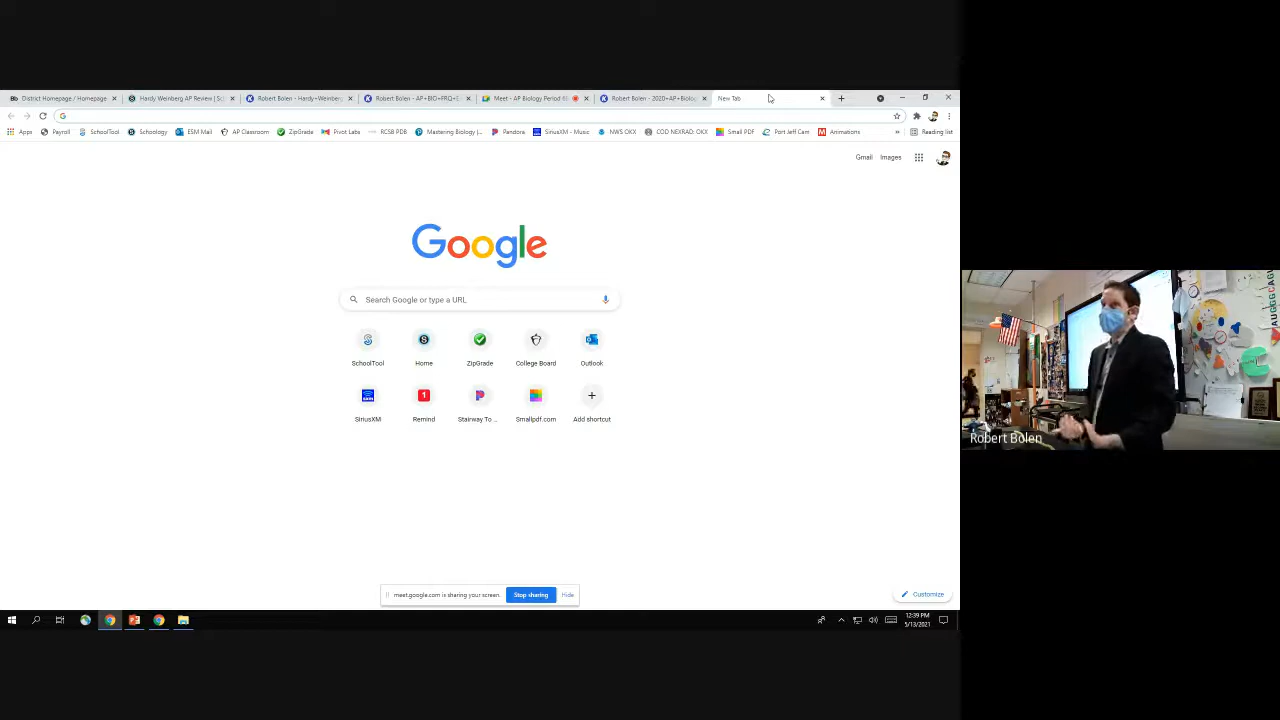 District Homepage / Homepage
Hardy Weinberg AP Review | Sc
Robert Bolen - Hardy+Weinberg
Robert Bolen - AP+BIO+FRQ+E
Meet - AP Biology Period 6
Robert Bolen - 2020+AP+Biolog
New Tab
Apps
Payroll
SchoolTool
Schoology
ESM Mail
AP Classroom
ZipGrade
Pivot Labs
RCSB PDB
Mastering Biology |...
Pandora
SiriusXM - Music
NWS OKX
COD NEXRAD: OKX
Small PDF
Port Jeff Cam
Animations
»
Reading list
Gmail
Images
Google
Search Google or type a URL
SchoolTool
Home
ZipGrade
College Board
Outlook
SiriusXM
Remind
Stairway To ...
Smallpdf.com
Add shortcut
meet.google.com is sharing your screen.
Stop sharing
Hide
Customize
12:39 PM
5/13/2021
Robert Bolen